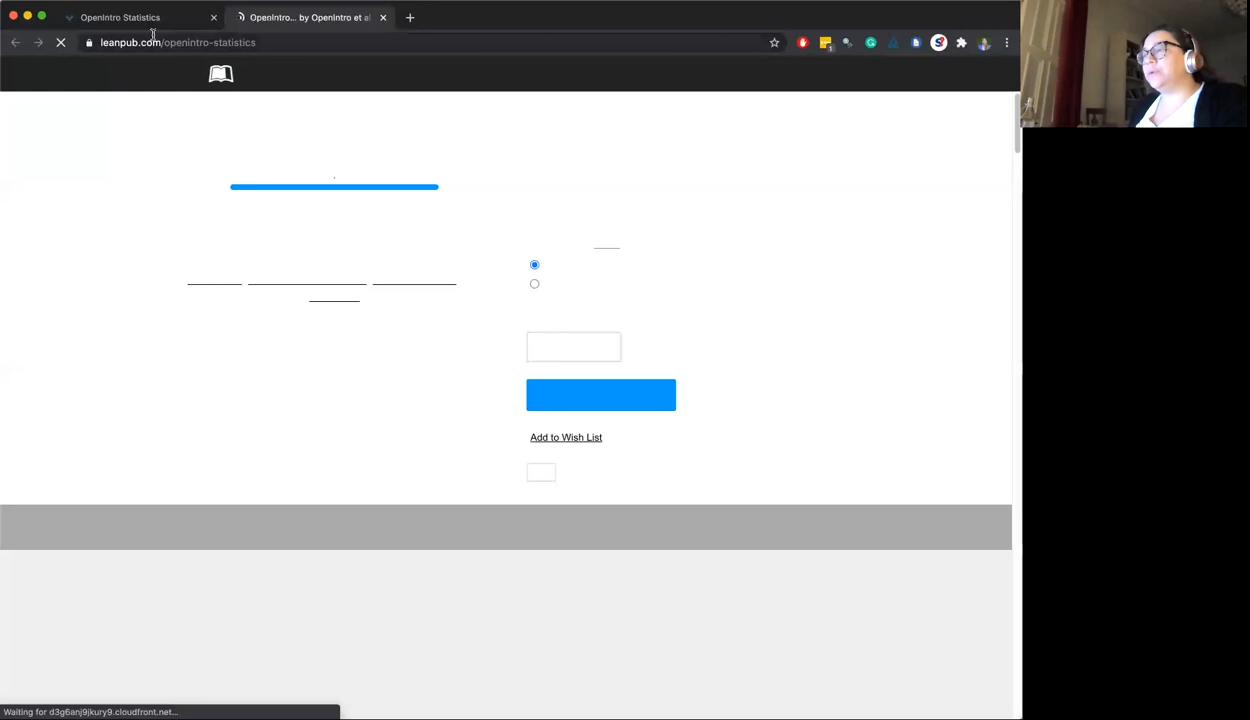 OpenIntro Statistics
OpenIntro... by OpenIntro et al
leanpub.com/openintro-statistics
1
Add to Wish List
Waiting for d3g6anj9jkury9.cloudfront.net...